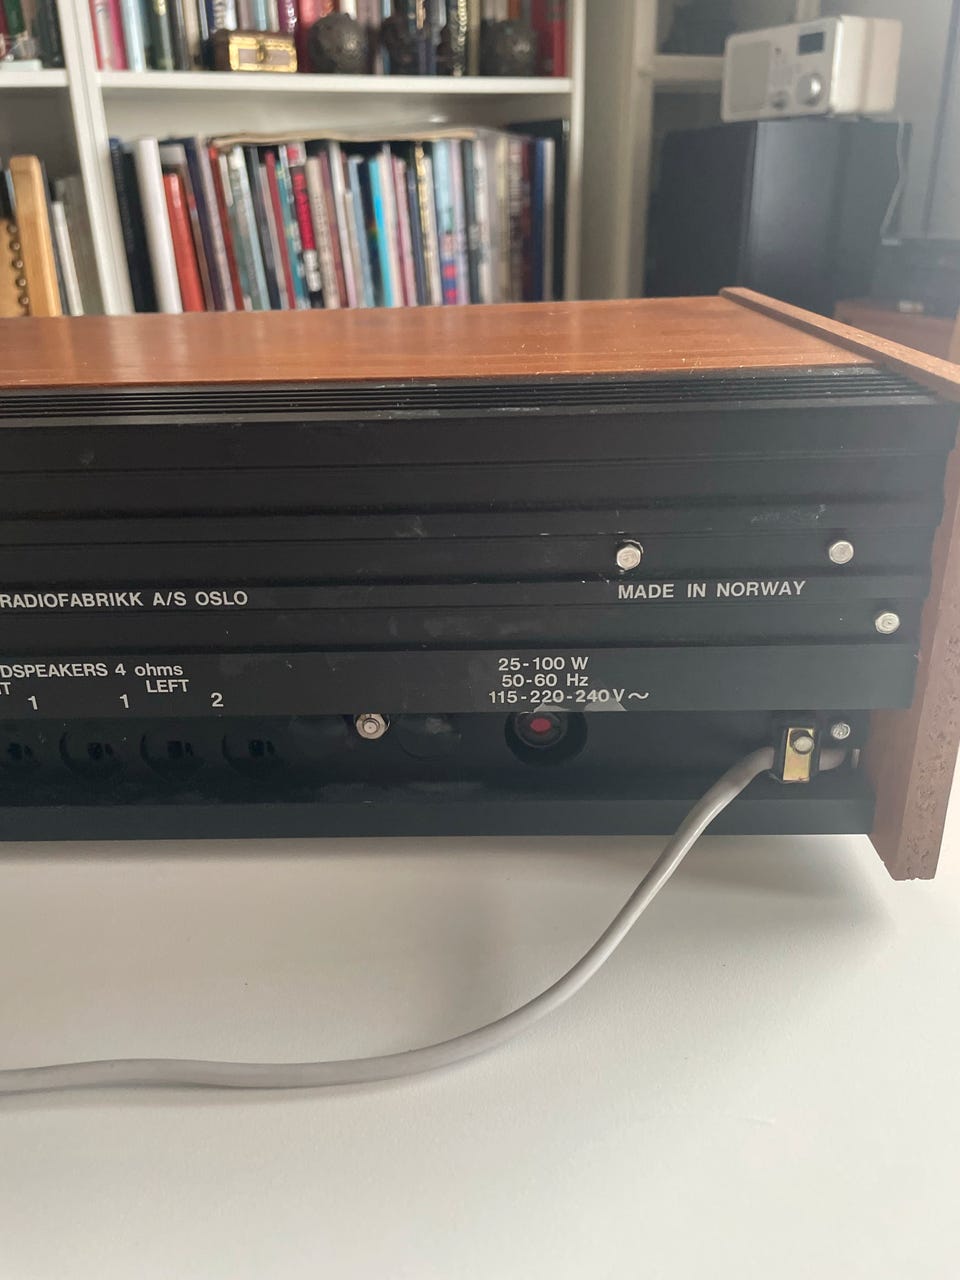 RADIOFABRIKK A/S OSLO
MADE IN NORWAY
DSPEAKERS 4 ohms
T
LEFT
1
1
2
25-100 W
50-60 Hz
115-220-240 V ~